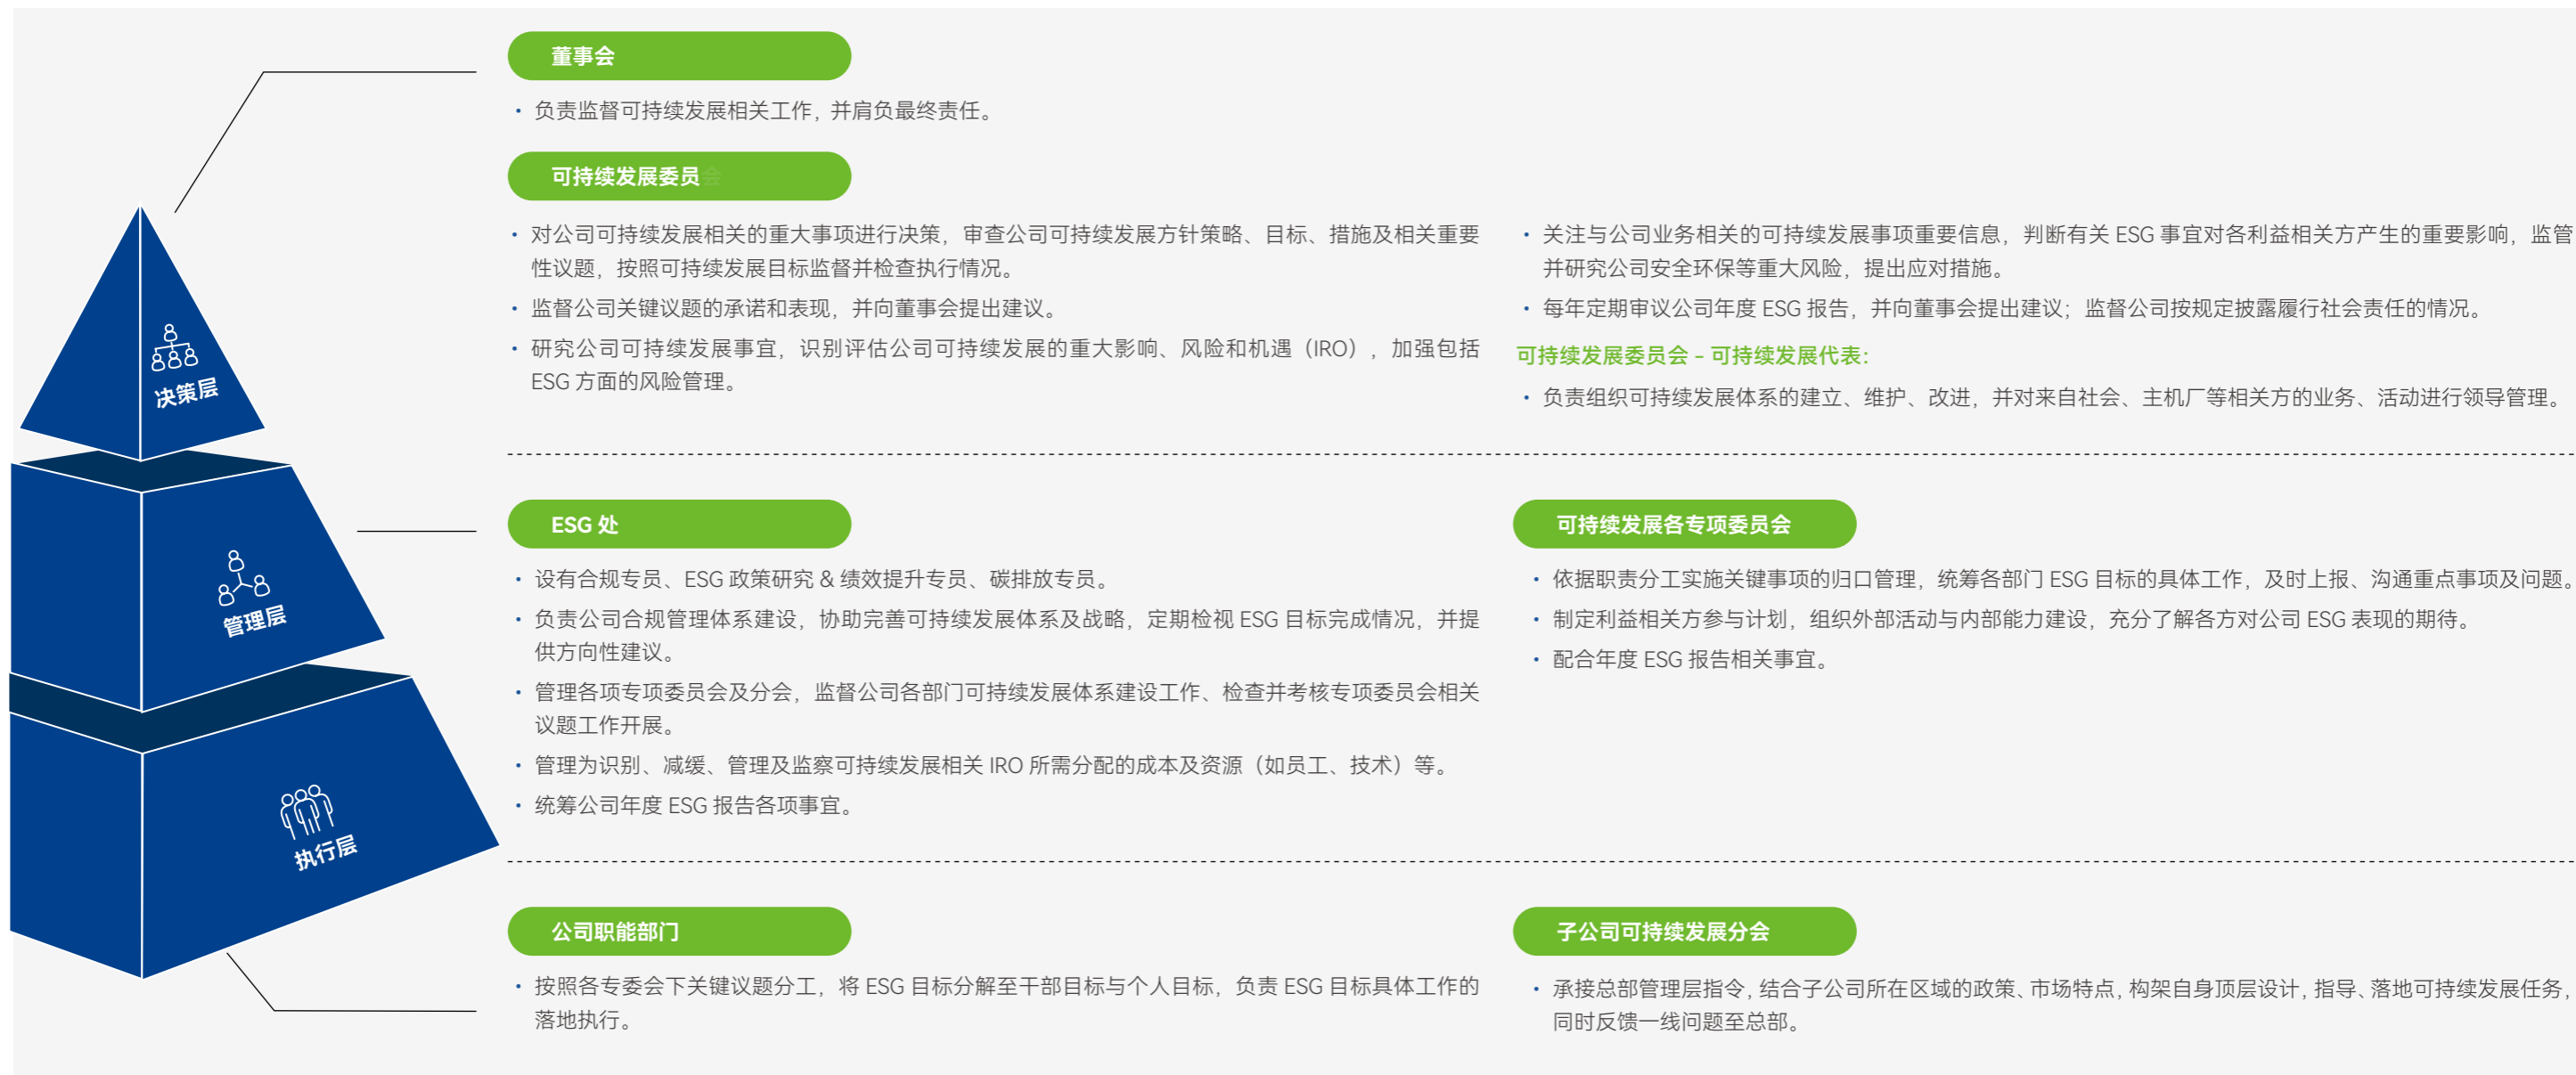 董事会
• 负责监督可持续发展相关工作，并肩负最终责任。
可持续发展委员会
• 对公司可持续发展相关的重大事项进行决策，审查公司可持续发展方针策略、目标、措施及相关重要
性议题，按照可持续发展目标监督并检查执行情况。
• 监督公司关键议题的承诺和表现，并向董事会提出建议。
• 研究公司可持续发展事宜，识别评估公司可持续发展的重大影响、风险和机遇（IRO），加强包括
ESG 方面的风险管理。
• 关注与公司业务相关的可持续发展事项重要信息，判断有关 ESG 事宜对各利益相关方产生的重要影响，监管
并研究公司安全环保等重大风险，提出应对措施。
• 每年定期审议公司年度 ESG 报告，并向董事会提出建议；监督公司按规定披露履行社会责任的情况。
可持续发展委员会 – 可持续发展代表：
• 负责组织可持续发展体系的建立、维护、改进，并对来自社会、主机厂等相关方的业务、活动进行领导管理。
决策层
ESG 处
• 设有合规专员、ESG 政策研究 & 绩效提升专员、碳排放专员。
• 负责公司合规管理体系建设，协助完善可持续发展体系及战略，定期检视 ESG 目标完成情况，并提
供方向性建议。
• 管理各项专项委员会及分会，监督公司各部门可持续发展体系建设工作、检查并考核专项委员会相关
议题工作开展。
• 管理为识别、减缓、管理及监察可持续发展相关 IRO 所需分配的成本及资源（如员工、技术）等。
• 统筹公司年度 ESG 报告各项事宜。
可持续发展各专项委员会
• 依据职责分工实施关键事项的归口管理，统筹各部门 ESG 目标的具体工作，及时上报、沟通重点事项及问题。
• 制定利益相关方参与计划，组织外部活动与内部能力建设，充分了解各方对公司 ESG 表现的期待。
• 配合年度 ESG 报告相关事宜。
管理层
执行层
公司职能部门
• 按照各专委会下关键议题分工，将 ESG 目标分解至干部目标与个人目标，负责 ESG 目标具体工作的
落地执行。
子公司可持续发展分会
• 承接总部管理层指令，结合子公司所在区域的政策、市场特点，构架自身顶层设计，指导、落地可持续发展任务，
同时反馈一线问题至总部。